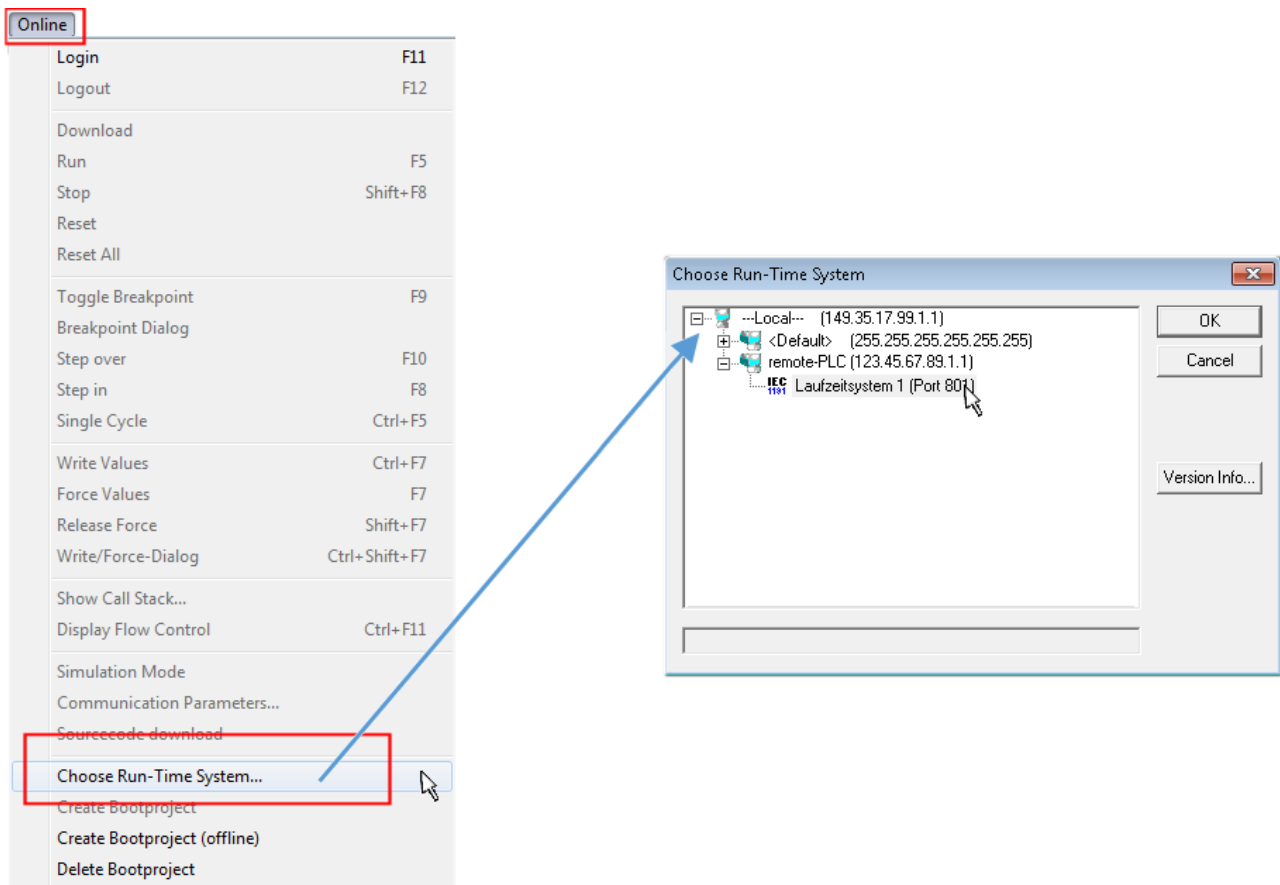 Online
Login F11
Logout F12
Download
Run F5
Stop Shift+F8
Reset
Reset All
Toggle Breakpoint F9
Breakpoint Dialog
Step over F10
Step in F8
Single Cycle Ctrl+F5
Write Values Ctrl+F7
Force Values F7
Release Force Shift+F7
Write/Force-Dialog Ctrl+Shift+F7
Show Call Stack...
Display Flow Control Ctrl+F11
Simulation Mode
Communication Parameters...
Sourcecode download
Choose Run-Time System...
Create Bootproject
Create Bootproject (offline)
Delete Bootproject
Choose Run-Time System
---Local--- (149.35.17.99.1.1)
<Default> (255.255.255.255.255.255)
remote-PLC (123.45.67.89.1.1)
IEC
1131
Laufzeitsystem 1 (Port 801)
OK
Cancel
Version Info...